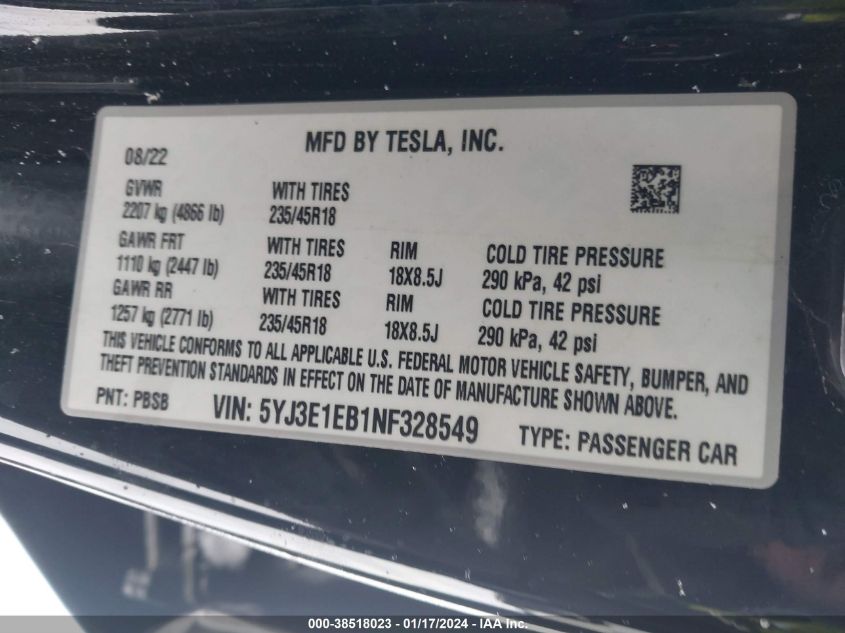 MFD BY TESLA, INC.
08/22
GVWR WITH TIRES
2207 kg (4866 lb) 235/45R18
GAWR FRT WITH TIRES RIM COLD TIRE PRESSURE
1110 kg (2447 lb) 235/45R18 18X8.5J 290 kPa, 42 psi
GAWR RR WITH TIRES RIM COLD TIRE PRESSURE
1257 kg (2771 lb) 235/45R18 18X8.5J 290 kPa, 42 psi
THIS VEHICLE CONFORMS TO ALL APPLICABLE U.S. FEDERAL MOTOR VEHICLE SAFETY, BUMPER, AND
THEFT PREVENTION STANDARDS IN EFFECT ON THE DATE OF MANUFACTURE SHOWN ABOVE.
PNT: PBSB VIN: 5YJ3E1EB1NF328549 TYPE: PASSENGER CAR
000-38518023 - 01/17/2024 - IAA Inc.